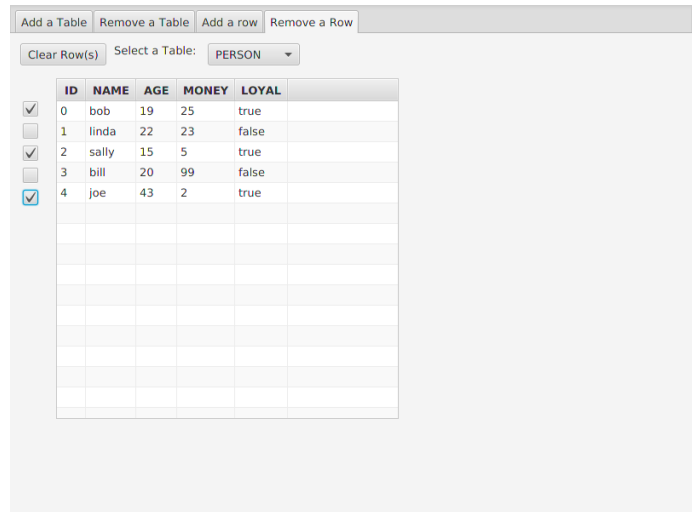 Add a Table Remove a Table Add a row Remove a Row
Clear Row(s) Select a Table: PERSON
ID NAME AGE MONEY LOYAL
0 bob 19 25 true
1 linda 22 23 false
2 sally 15 5 true
3 bill 20 99 false
4 joe 43 2 true